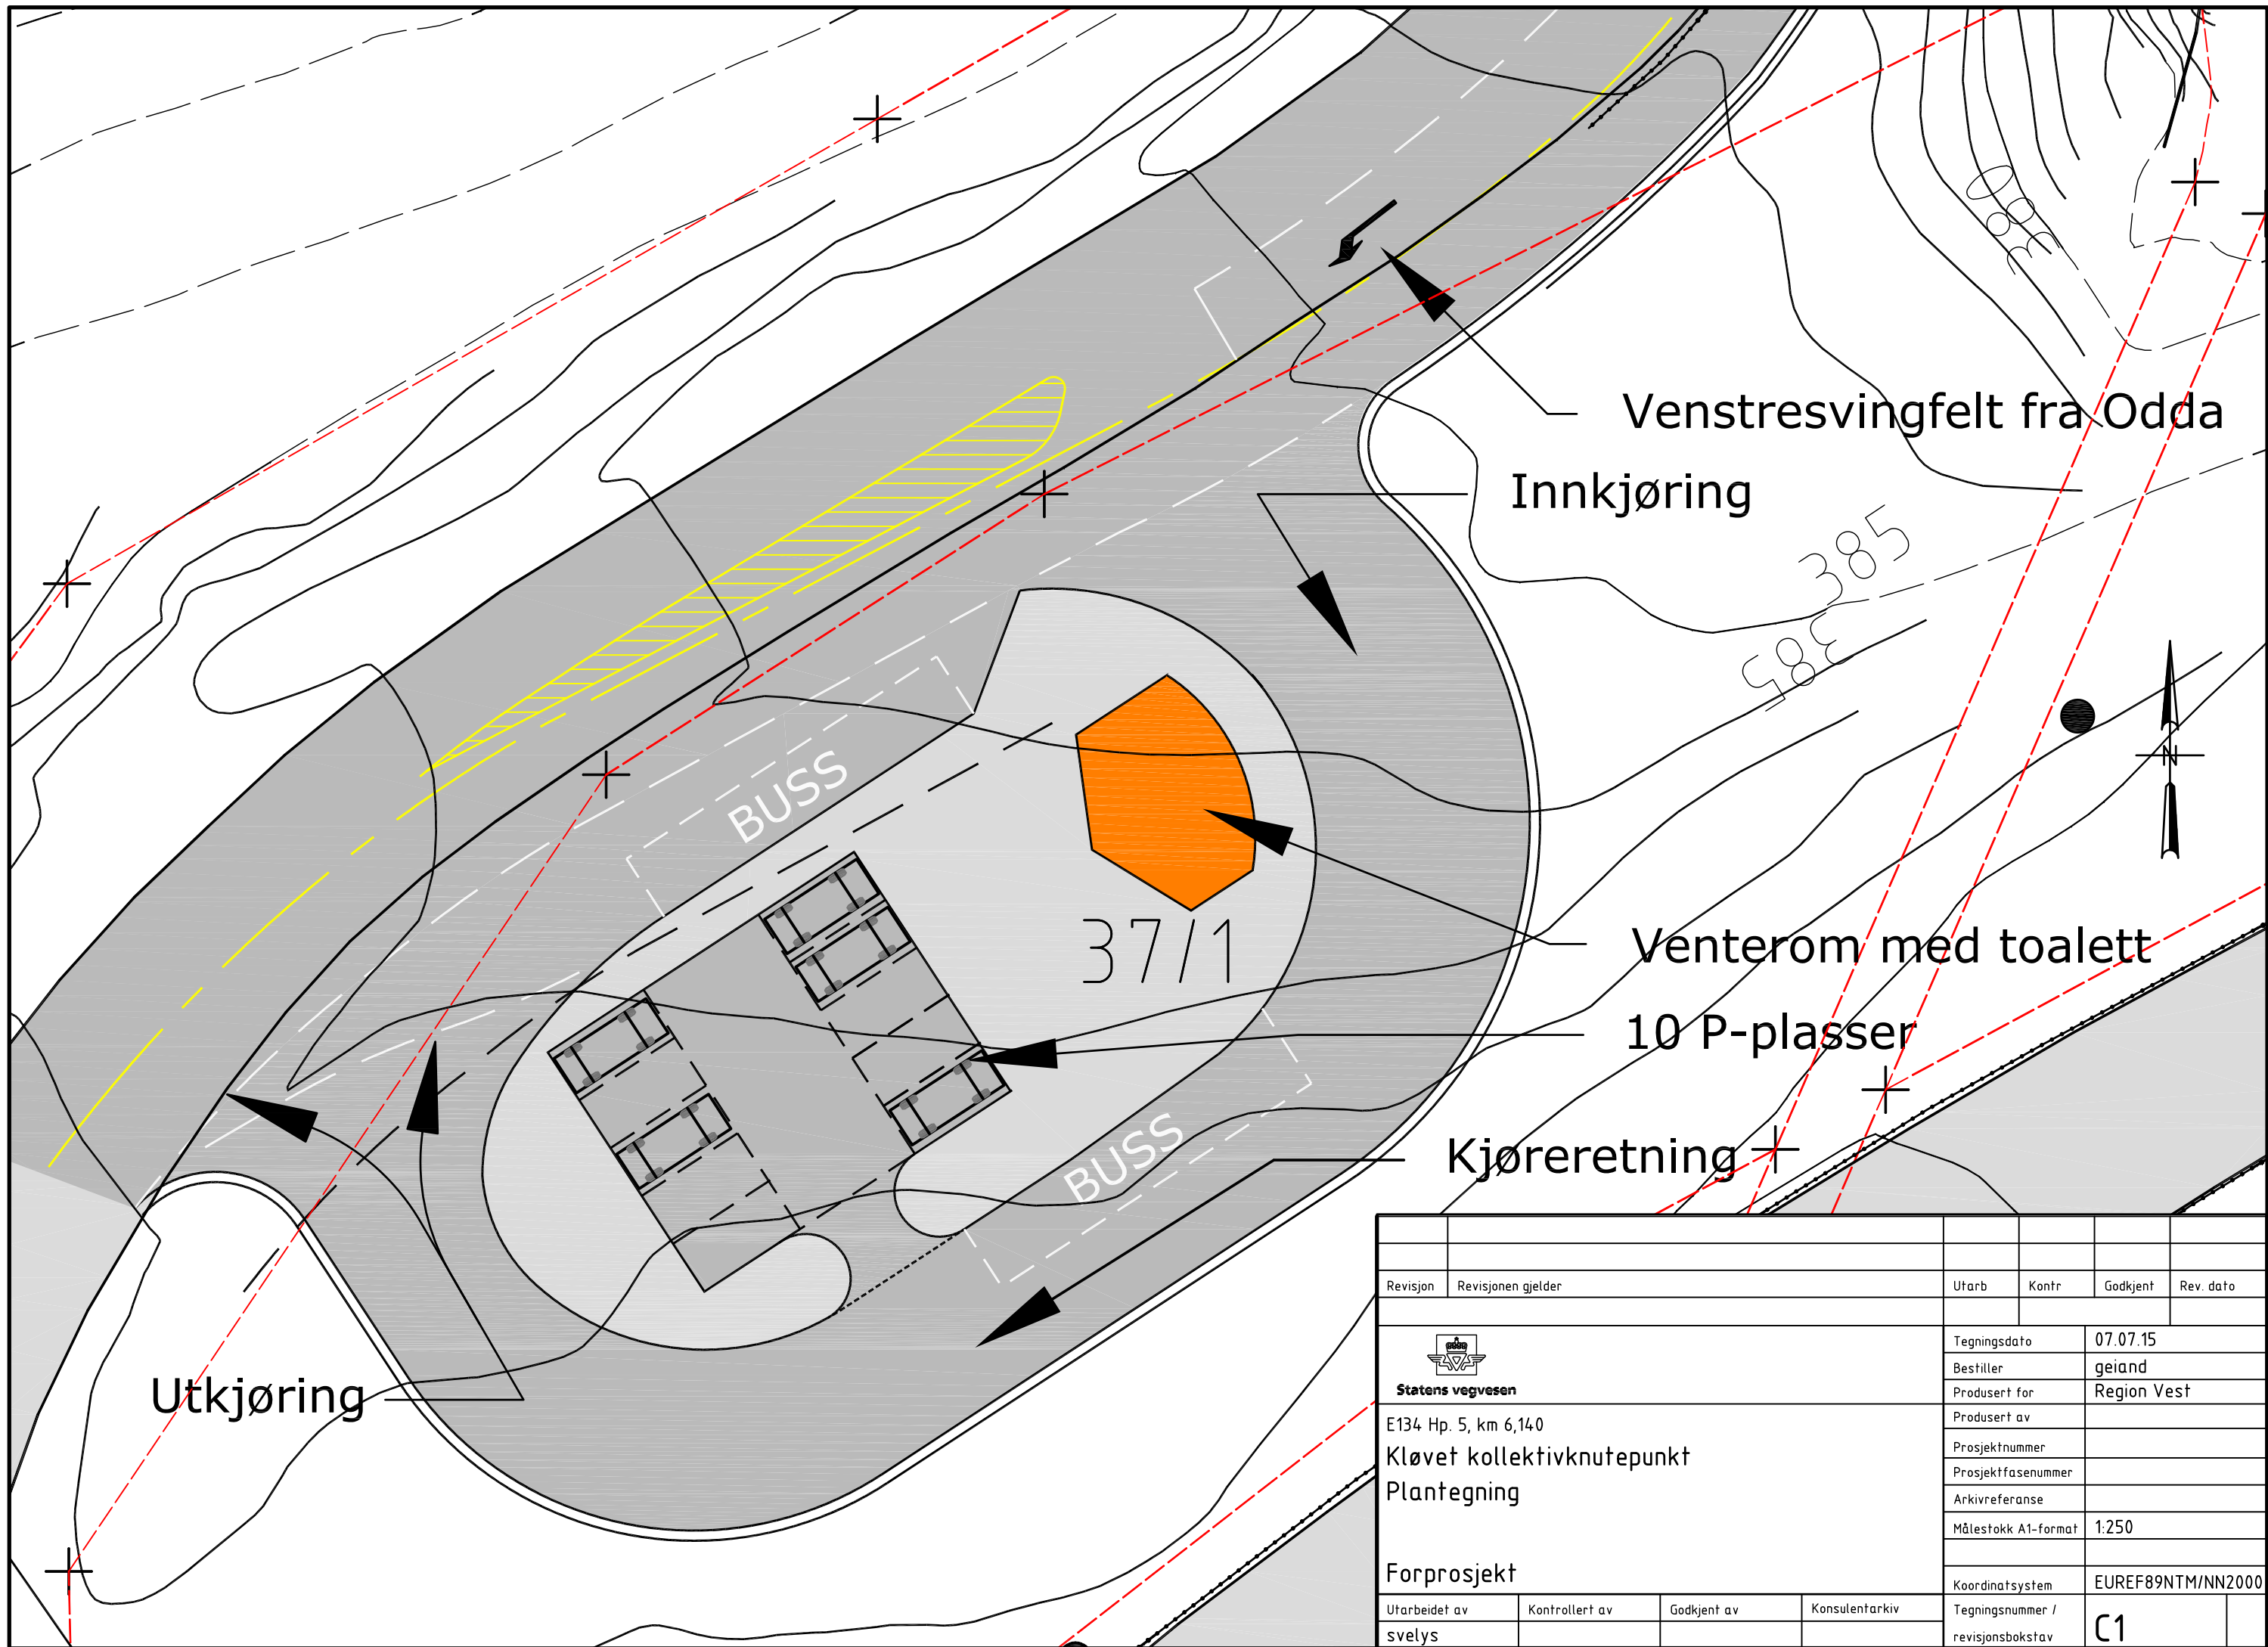 380
Venstresvingfelt fra Odda
Innkjøring
385
385
N
BUSS
37/1
Venterom med toalett
10 P-plasser
BUSS
Kjøreretning
Utkjøring
Revisjon Revisjonen gjelder Utarb Kontr Godkjent Rev. dato
Statens vegvesen
E134 Hp. 5, km 6,140
Kløvet kollektivknutepunkt
Plantegning
Forprosjekt
Tegningsdato 07.07.15
Bestiller geiand
Produsert for Region Vest
Produsert av
Prosjektnummer
Prosjektfasenummer
Arkivreferanse
Målestokk A1-format 1:250
Koordinatsystem EUREF89NTM/NN2000
Utarbeidet av Kontrollert av Godkjent av Konsulentarkiv
svelys
Tegningsnummer /
revisjonsbokstav C1